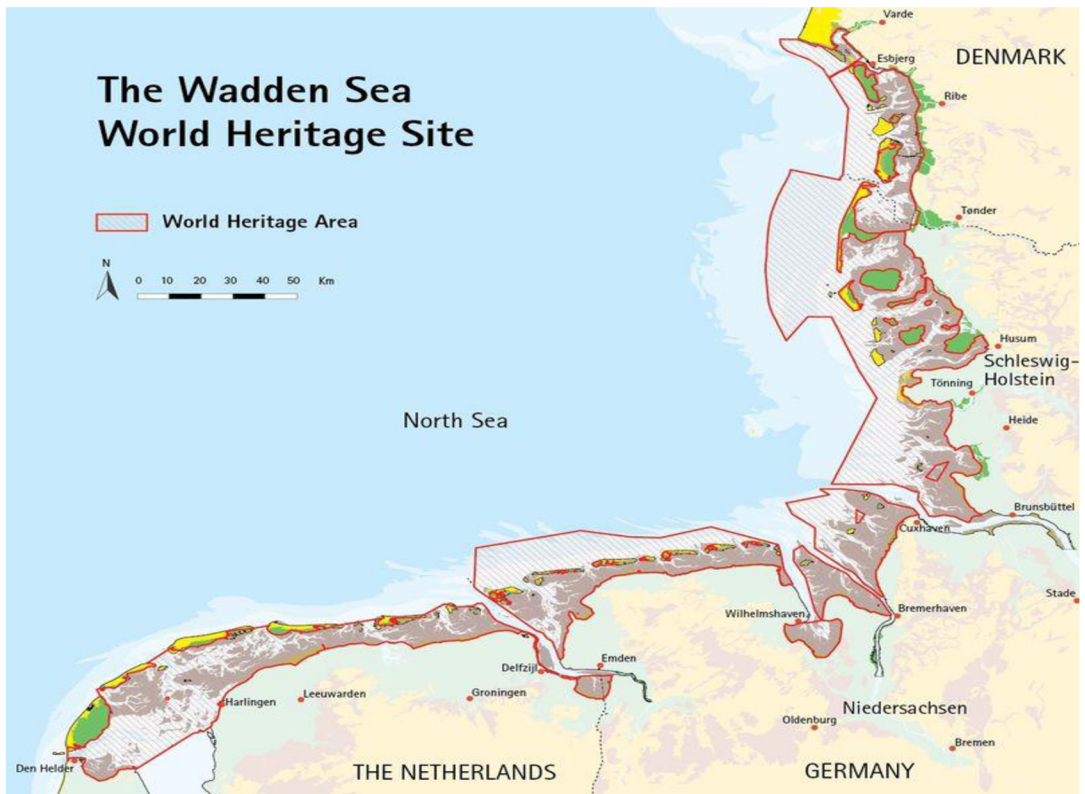 The Wadden Sea
World Heritage Site
World Heritage Area
N
0 10 20 30 40 50 Km
North Sea
Varde
Esbjerg
DENMARK
Ribe
Tønder
Husum
Schleswig-
Holstein
Tönning
Heide
Brunsbüttel
Cuxhaven
Stade
Wilhelmshaven
Bremerhaven
Emden
Delfzijl
Groningen
Leeuwarden
Harlingen
Oldenburg
Niedersachsen
Bremen
Den Helder
THE NETHERLANDS
GERMANY